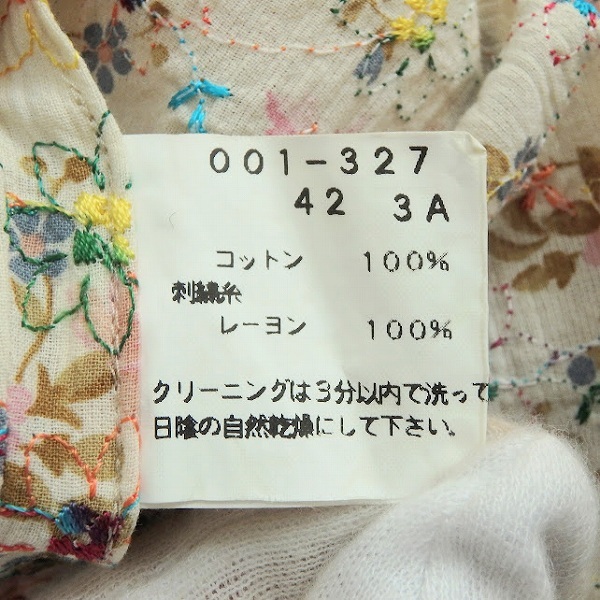 001-327
42 3A
コットン 100%
刺繍糸
レーヨン 100%
クリーニングは3分以内で洗って
日陰の自然乾燥にして下さい.